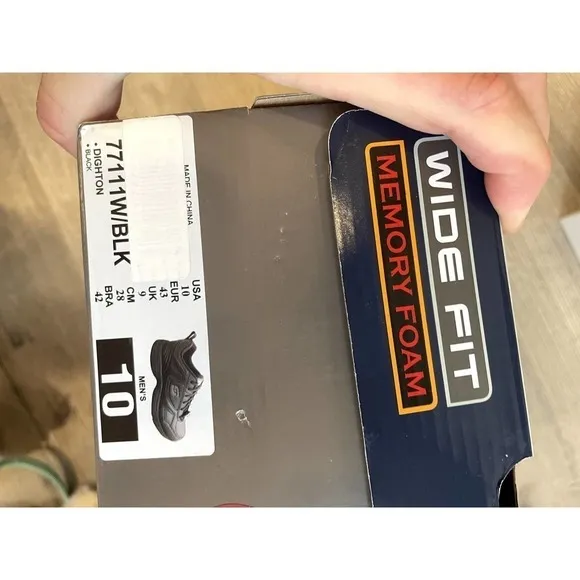 77111W/BLK
• DIGHTON
• BLACK
MADE IN CHINA
USA
10
EUR
43
UK
9
CM
28
BRA
42
MEN'S
10
WIDE FIT
MEMORY FOAM